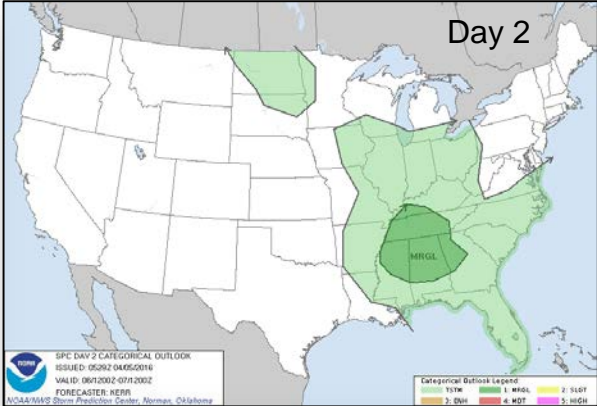 Day 2
MRGL
NOAA
SPC DAY 2 CATEGORICAL OUTLOOK
ISSUED: 0529Z 04/05/2016
VALID: 06/1200Z-07/1200Z
FORECASTER: KERR
NOAA/NWS Storm Prediction Center, Norman, Oklahoma
Categorical Outlook Legend:
TSTM 1: MRGL 2: SLGT
3: ENH 4: MDT 5: HIGH